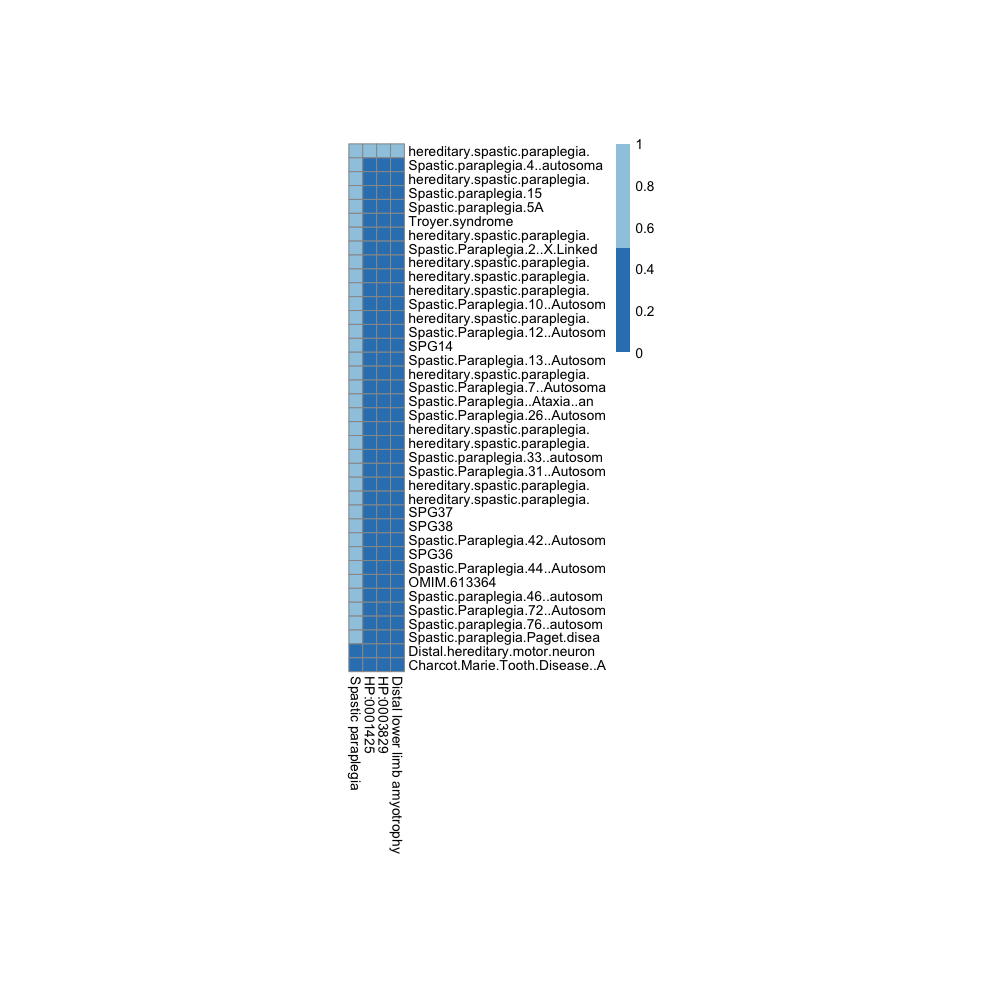 hereditary.spastic.paraplegia.
Spastic.paraplegia.4..autosoma
hereditary.spastic.paraplegia.
Spastic.paraplegia.15
Spastic.paraplegia.5A
Troyer.syndrome
hereditary.spastic.paraplegia.
Spastic.Paraplegia.2..X.Linked
hereditary.spastic.paraplegia.
hereditary.spastic.paraplegia.
hereditary.spastic.paraplegia.
Spastic.Paraplegia.10..Autosom
hereditary.spastic.paraplegia.
Spastic.Paraplegia.12..Autosom
SPG14
Spastic.Paraplegia.13..Autosom
hereditary.spastic.paraplegia.
Spastic.Paraplegia.7..Autosoma
Spastic.Paraplegia..Ataxia..an
Spastic.Paraplegia.26..Autosom
hereditary.spastic.paraplegia.
hereditary.spastic.paraplegia.
Spastic.paraplegia.33..autosom
Spastic.Paraplegia.31..Autosom
hereditary.spastic.paraplegia.
hereditary.spastic.paraplegia.
SPG37
SPG38
Spastic.Paraplegia.42..Autosom
SPG36
Spastic.Paraplegia.44..Autosom
OMIM.613364
Spastic.paraplegia.46..autosom
Spastic.Paraplegia.72..Autosom
Spastic.paraplegia.76..autosom
Spastic.paraplegia.Paget.disea
Distal.hereditary.motor.neuron
Charcot.Marie.Tooth.Disease..A
1
0.8
0.6
0.4
0.2
0
Spastic paraplegia
HP:0001425
HP:0003829
Distal lower limb amyotrophy